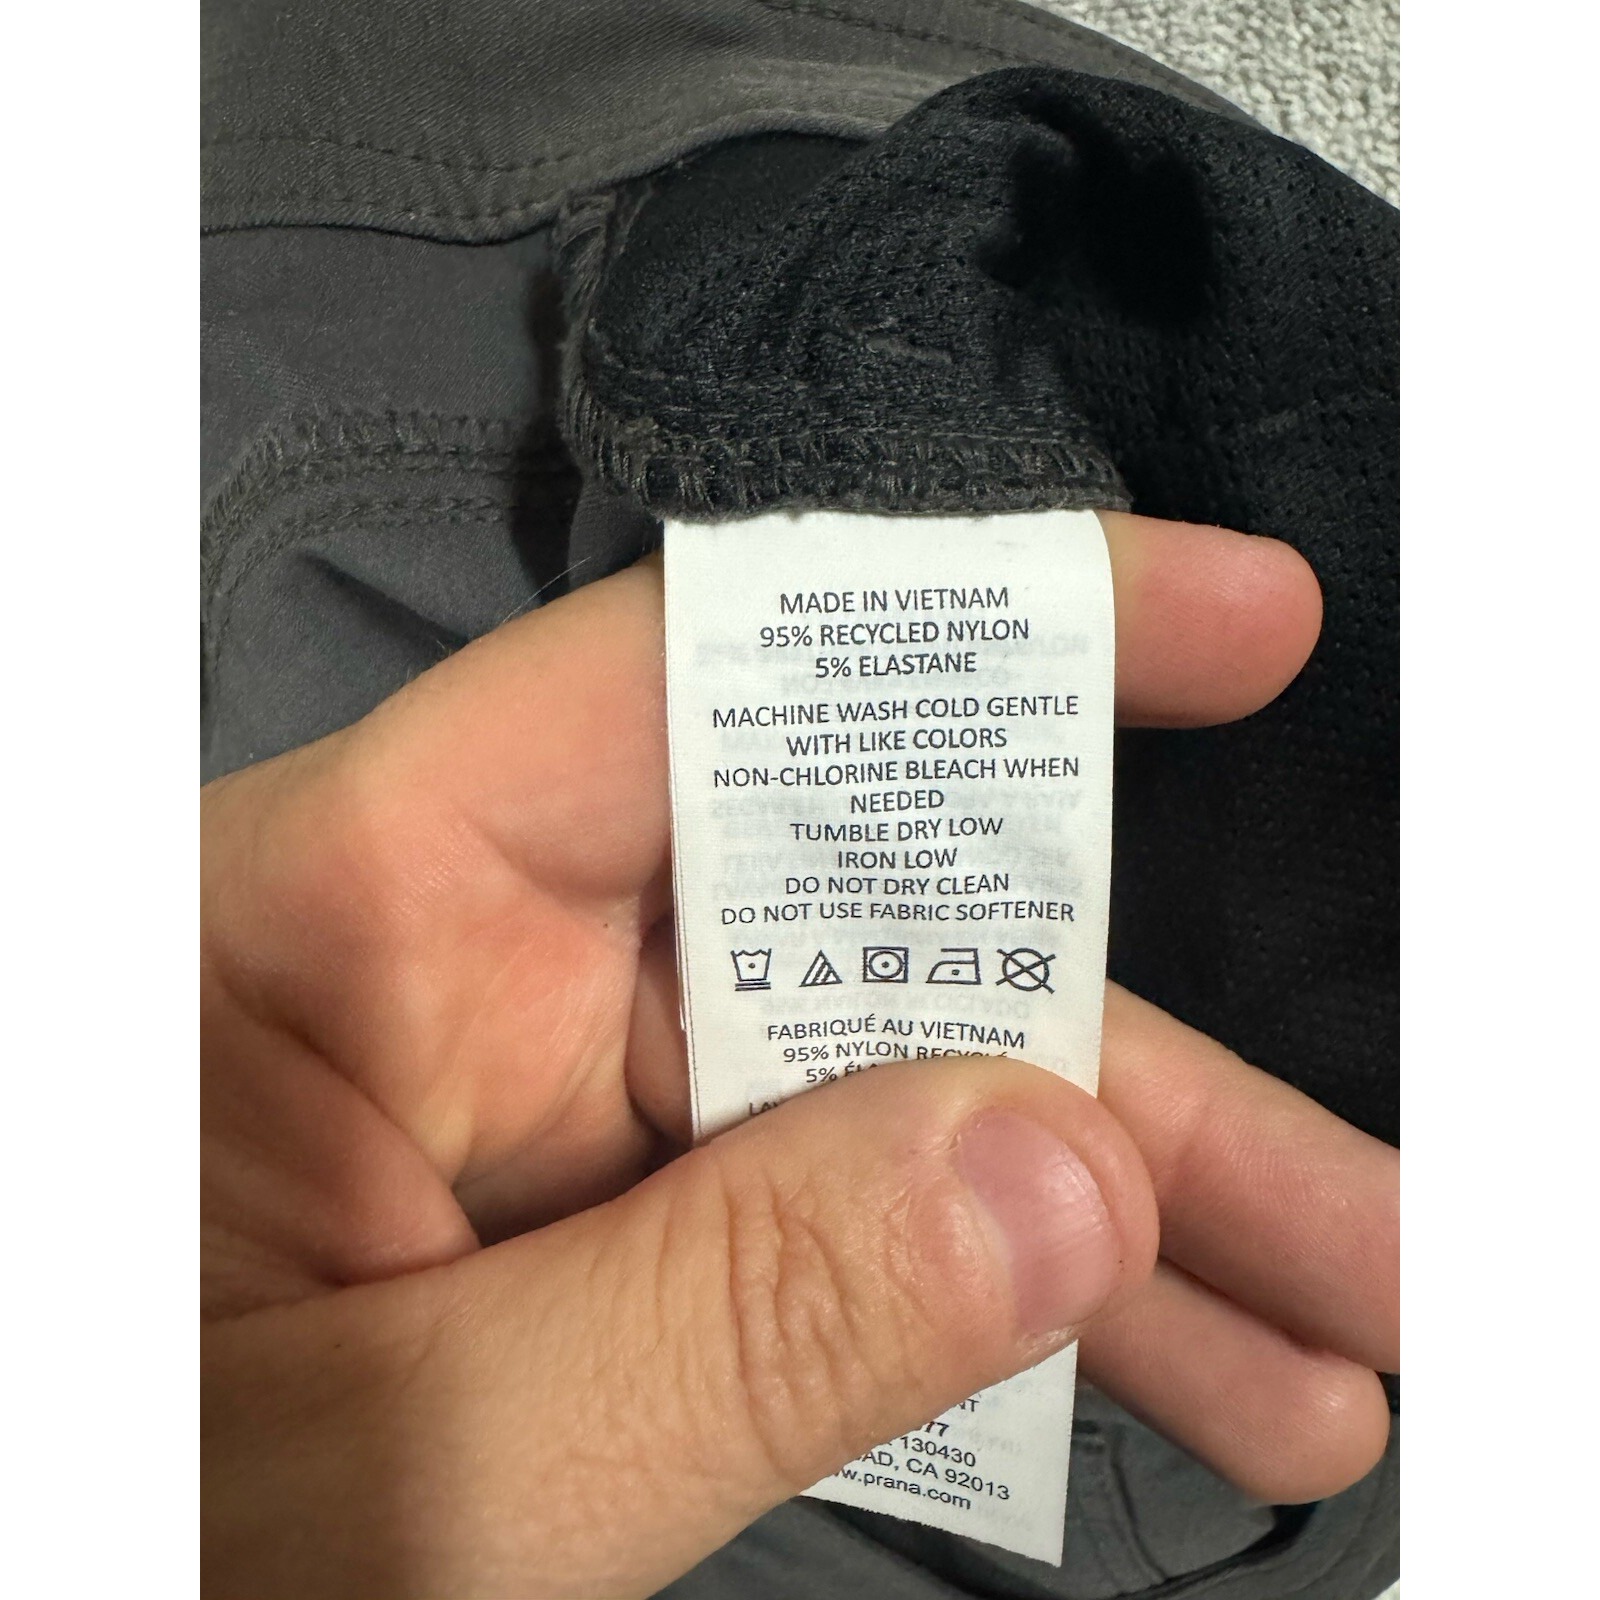 MADE IN VIETNAM
95% RECYCLED NYLON
5% ELASTANE
MACHINE WASH COLD GENTLE
WITH LIKE COLORS
NON-CHLORINE BLEACH WHEN
NEEDED
TUMBLE DRY LOW
IRON LOW
DO NOT DRY CLEAN
DO NOT USE FABRIC SOFTENER
FABRIQUÉ AU VIETNAM
95% NYLON RECYCLÉ
5%
130430
CA 92013
www.prana.com